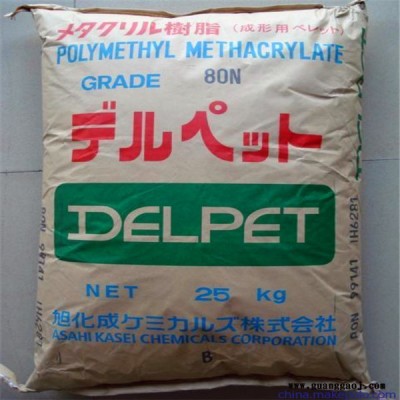 メタクリル樹脂 (成形用ペレット)
POLYMETHYL METHACRYLATE
GRADE 80N
デルペット
DELPET
NET 25 kg
旭化成ケミカルズ株式会社
ASAHI KASEI CHEMICALS CORPORATION
B